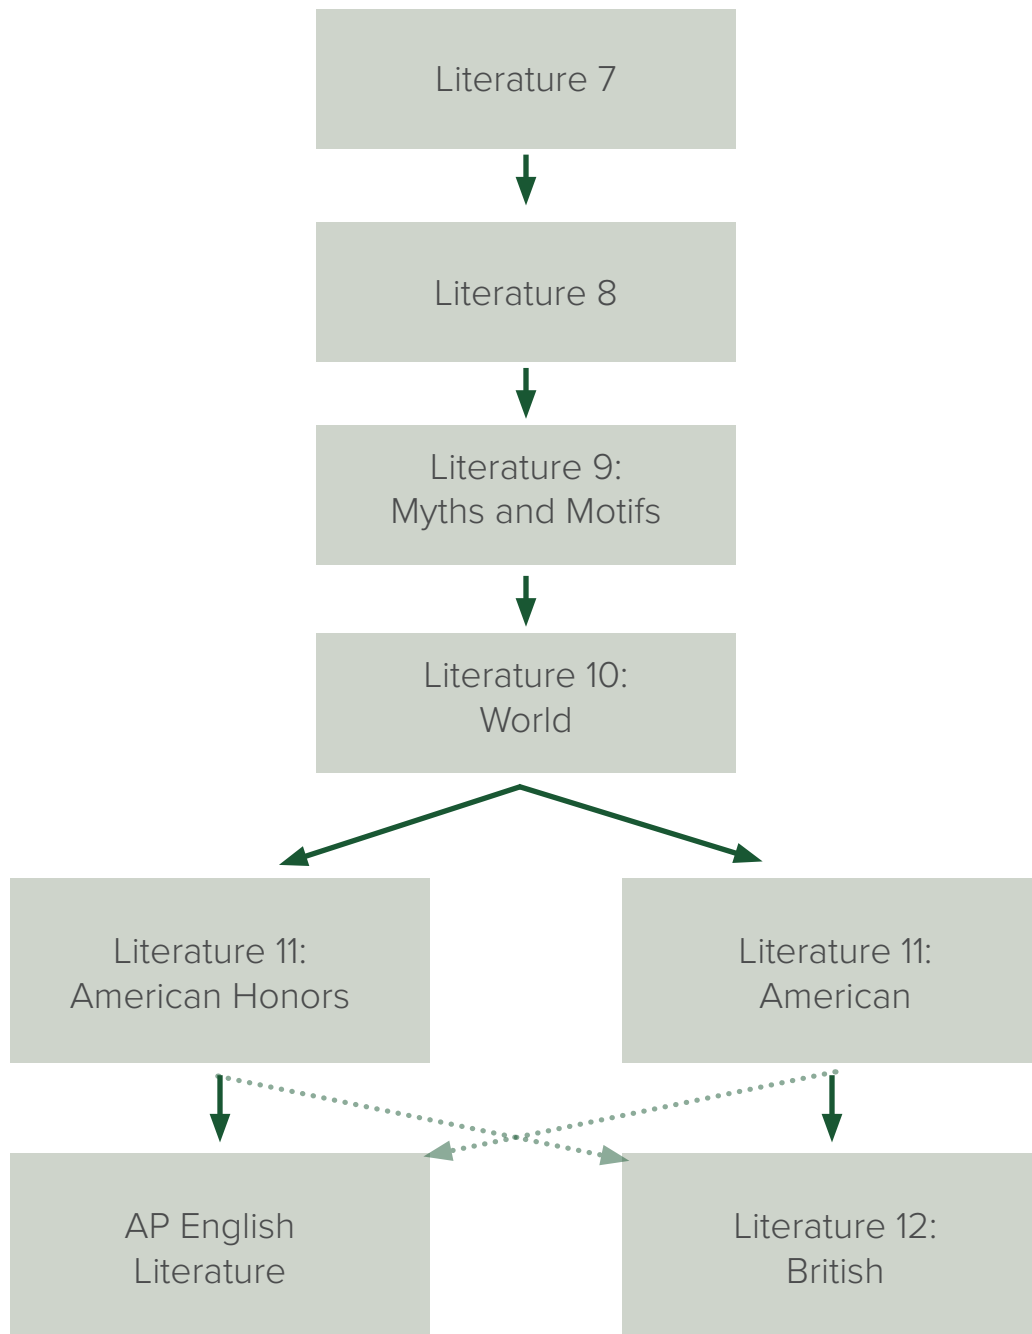 Literature 7
Literature 8
Literature 9:
Myths and Motifs
Literature 10:
World
Literature 11:
American Honors
Literature 11:
American
AP English
Literature
Literature 12:
British